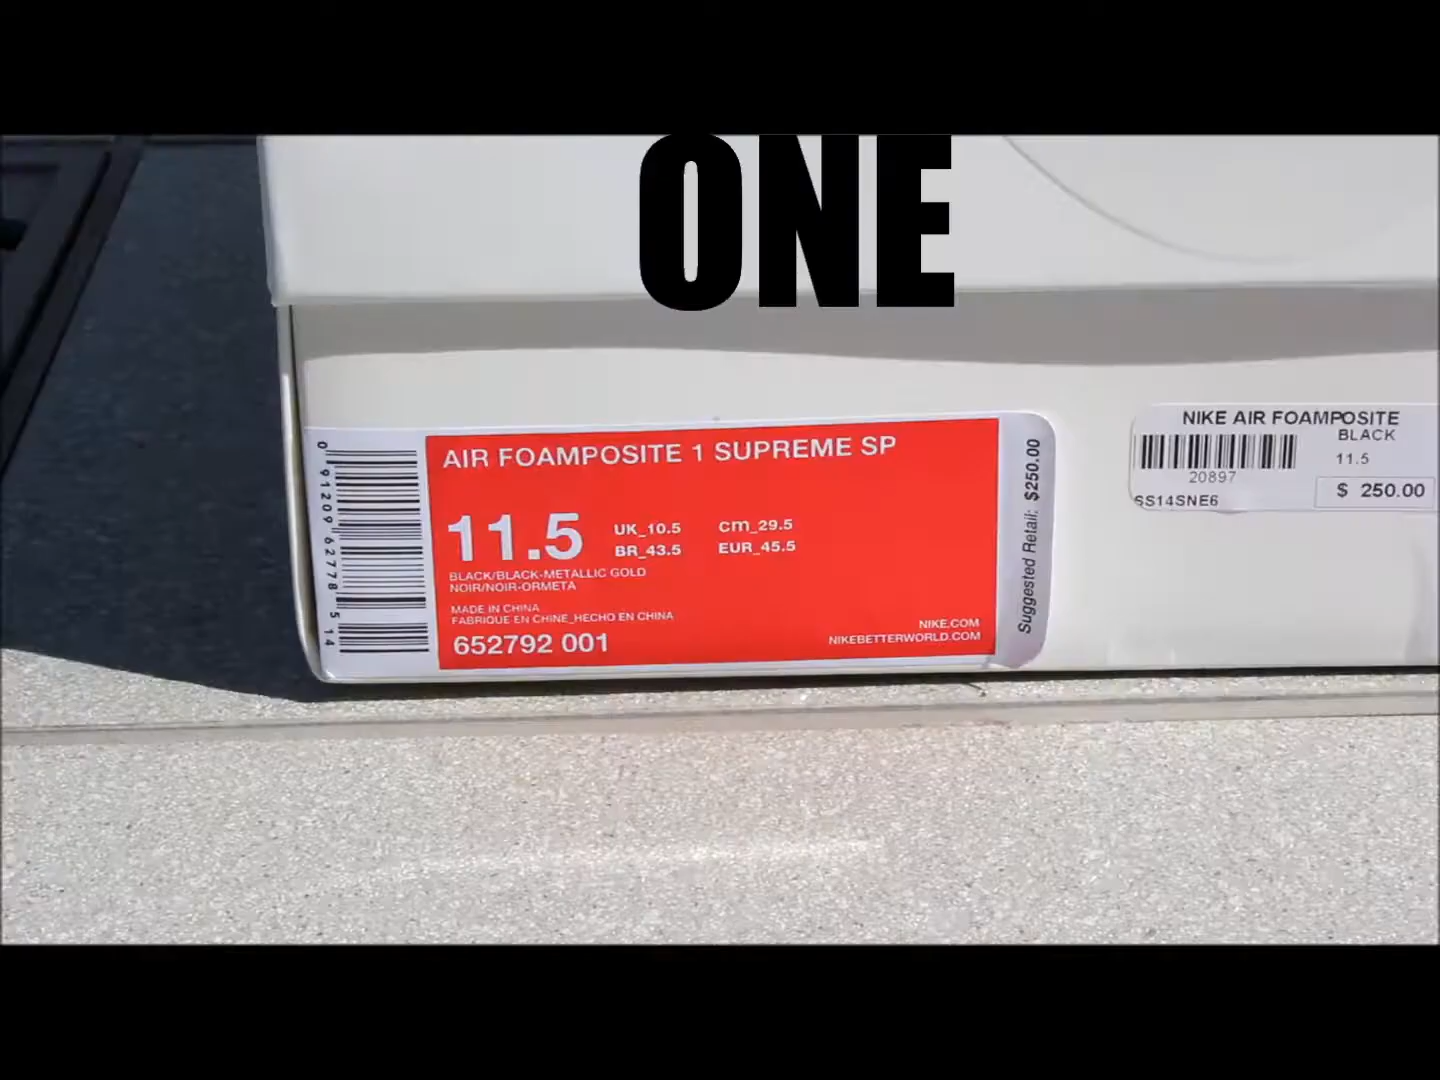 ONE
AIR FOAMPOSITE 1 SUPREME SP
11.5
UK_10.5 Cm_29.5
BR_43.5 EUR_45.5
BLACK/BLACK-METALLIC GOLD
NOIR/NOIR-ORMETA
MADE IN CHINA
FABRIQUE EN CHINE_HECHO EN CHINA
652792 001
NIKE.COM
NIKEBETTERWORLD.COM
0 91209 62778 5 14
Suggested Retail: $250.00
NIKE AIR FOAMPOSITE
BLACK
11.5
20897
SS14SNE6
$ 250.00